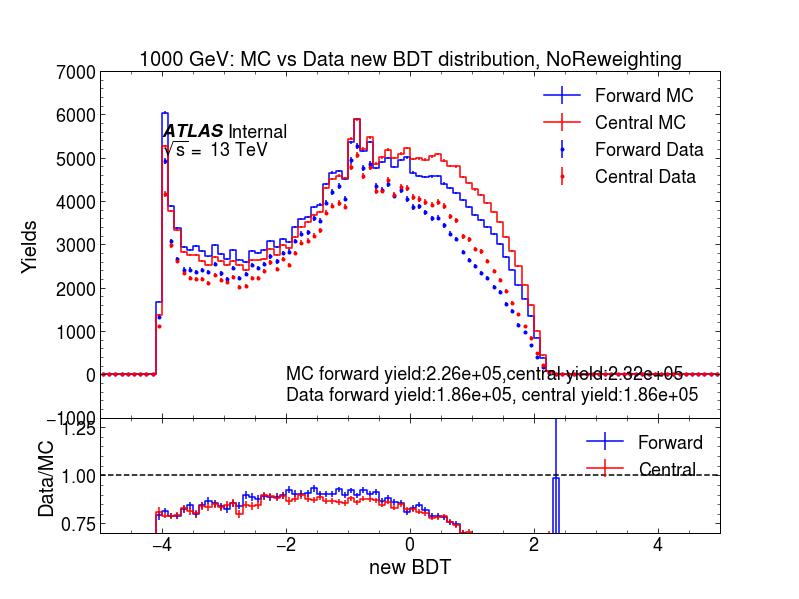 1000 GeV: MC vs Data new BDT distribution, NoReweighting
7000
6000
5000
4000
3000
2000
1000
0
−1000
Yields
ATLAS Internal
√s = 13 TeV
Forward MC
Central MC
Forward Data
Central Data
MC forward yield:2.26e+05,central yield:2.32e+05
Data forward yield:1.86e+05, central yield:1.86e+05
1.25
1.00
0.75
Data/MC
Forward
Central
−4 −2 0 2 4
new BDT